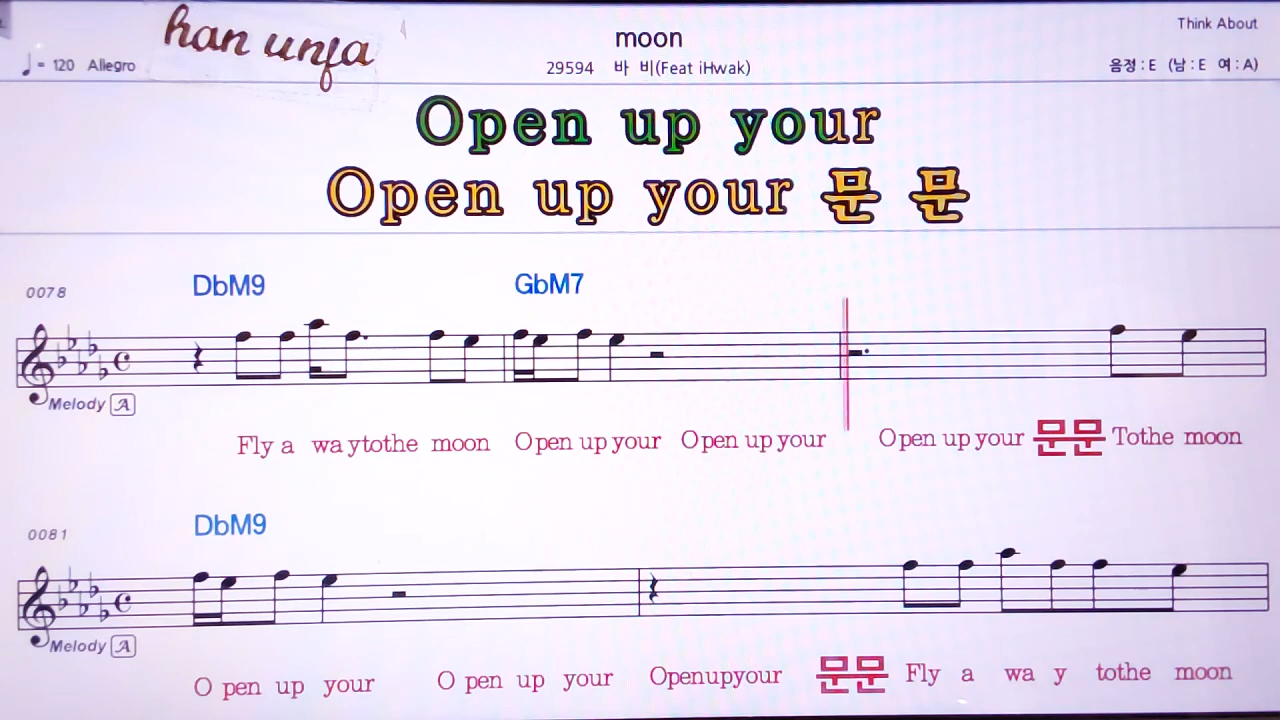 han unja
moon
Think About
♩ = 120 Allegro
29594 바 비(Feat iHwak)
음정 : E (남 : E 여 : A)
Open up your
Open up your 문 문
DbM9 GbM7
0078
Melody A
Fly a wa ytothe moon Open up your Open up your Open up your 문문 Tothe moon
DbM9
0081
Melody A
O pen up your O pen up your Openupyour 문문 Fly a wa y tothe moon